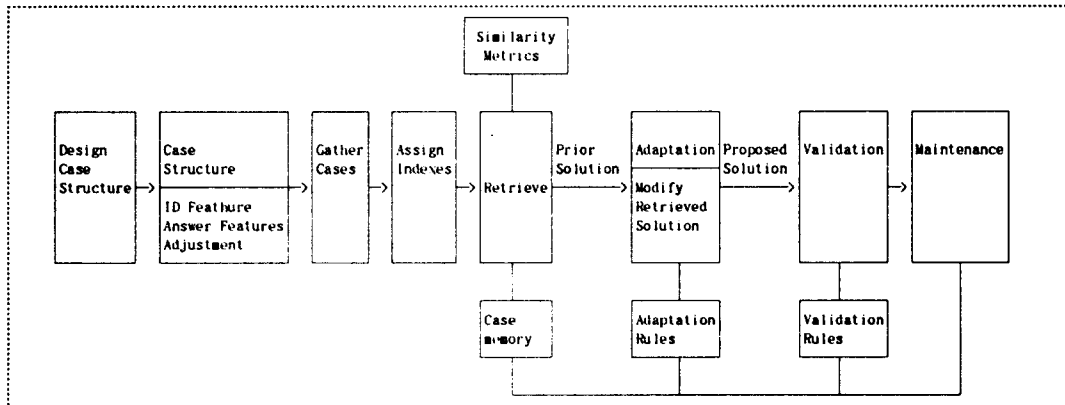 Similarity
Metrics
Design
Case
Structure
Case
Structure
ID Feathure
Answer Features
Adjustment
Gather
Cases
Assign
Indexes
Retrieve
Prior
Solution
Adaptation
Modify
Retrieved
Solution
Proposed
Solution
Validation
Maintenance
Case
memory
Adaptation
Rules
Validation
Rules